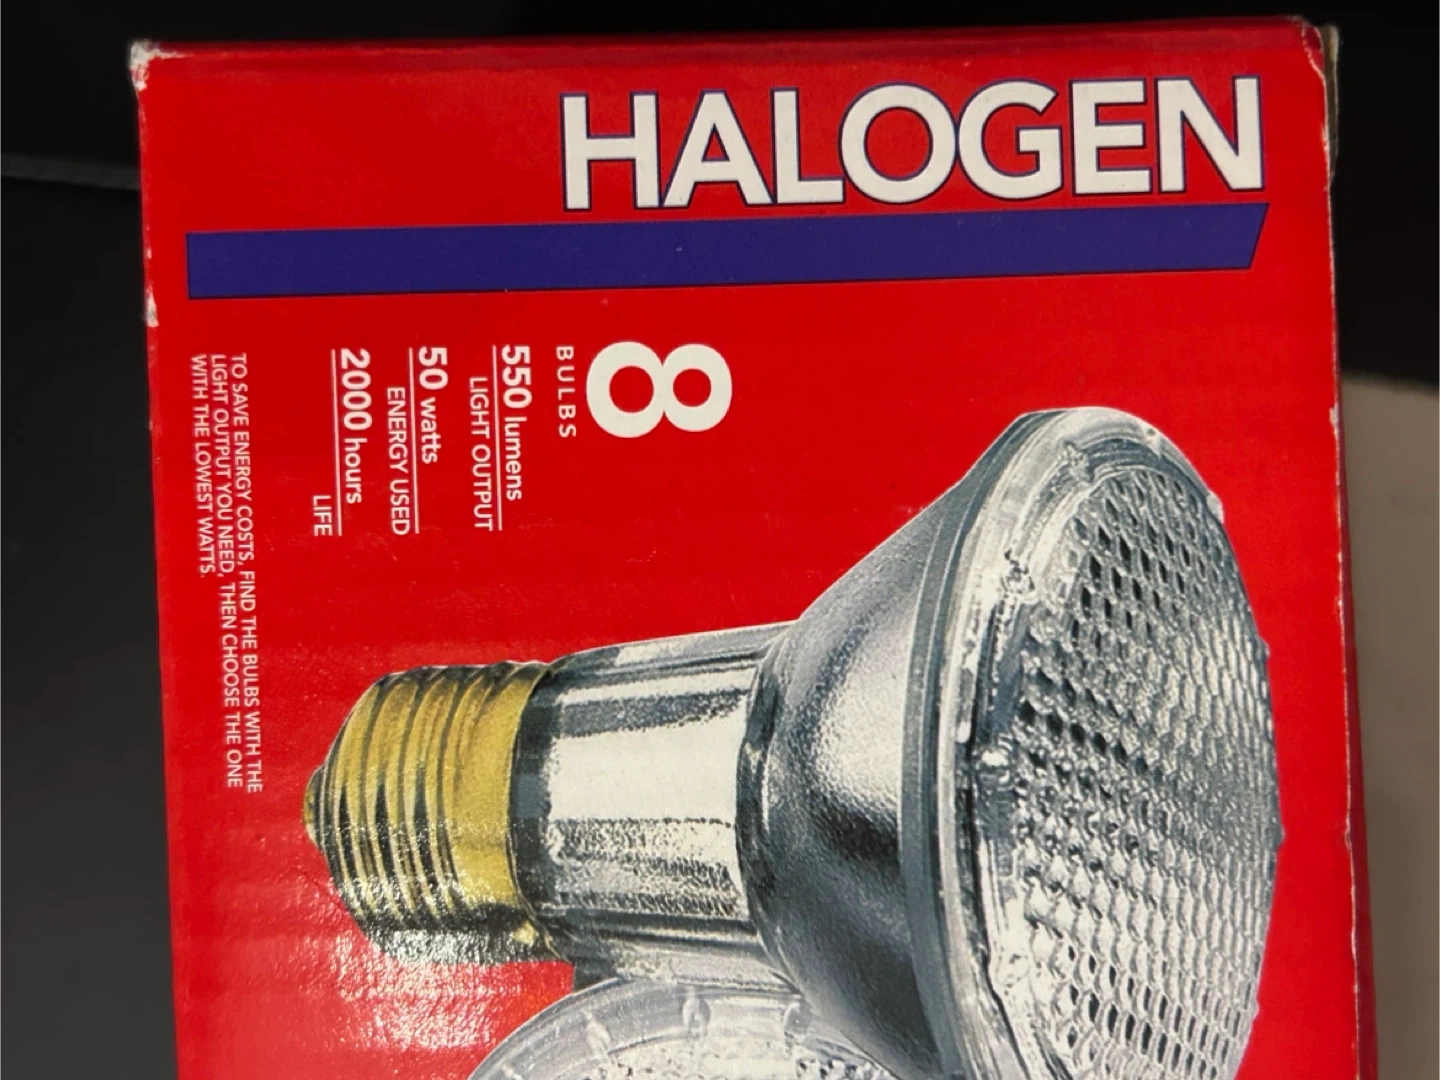 HALOGEN
8
BULBS
550 lumens
LIGHT OUTPUT
50 watts
ENERGY USED
2000 hours
LIFE
TO SAVE ENERGY COSTS, FIND THE BULBS WITH THE
LIGHT OUTPUT YOU NEED, THEN CHOOSE THE ONE
WITH THE LOWEST WATTS.